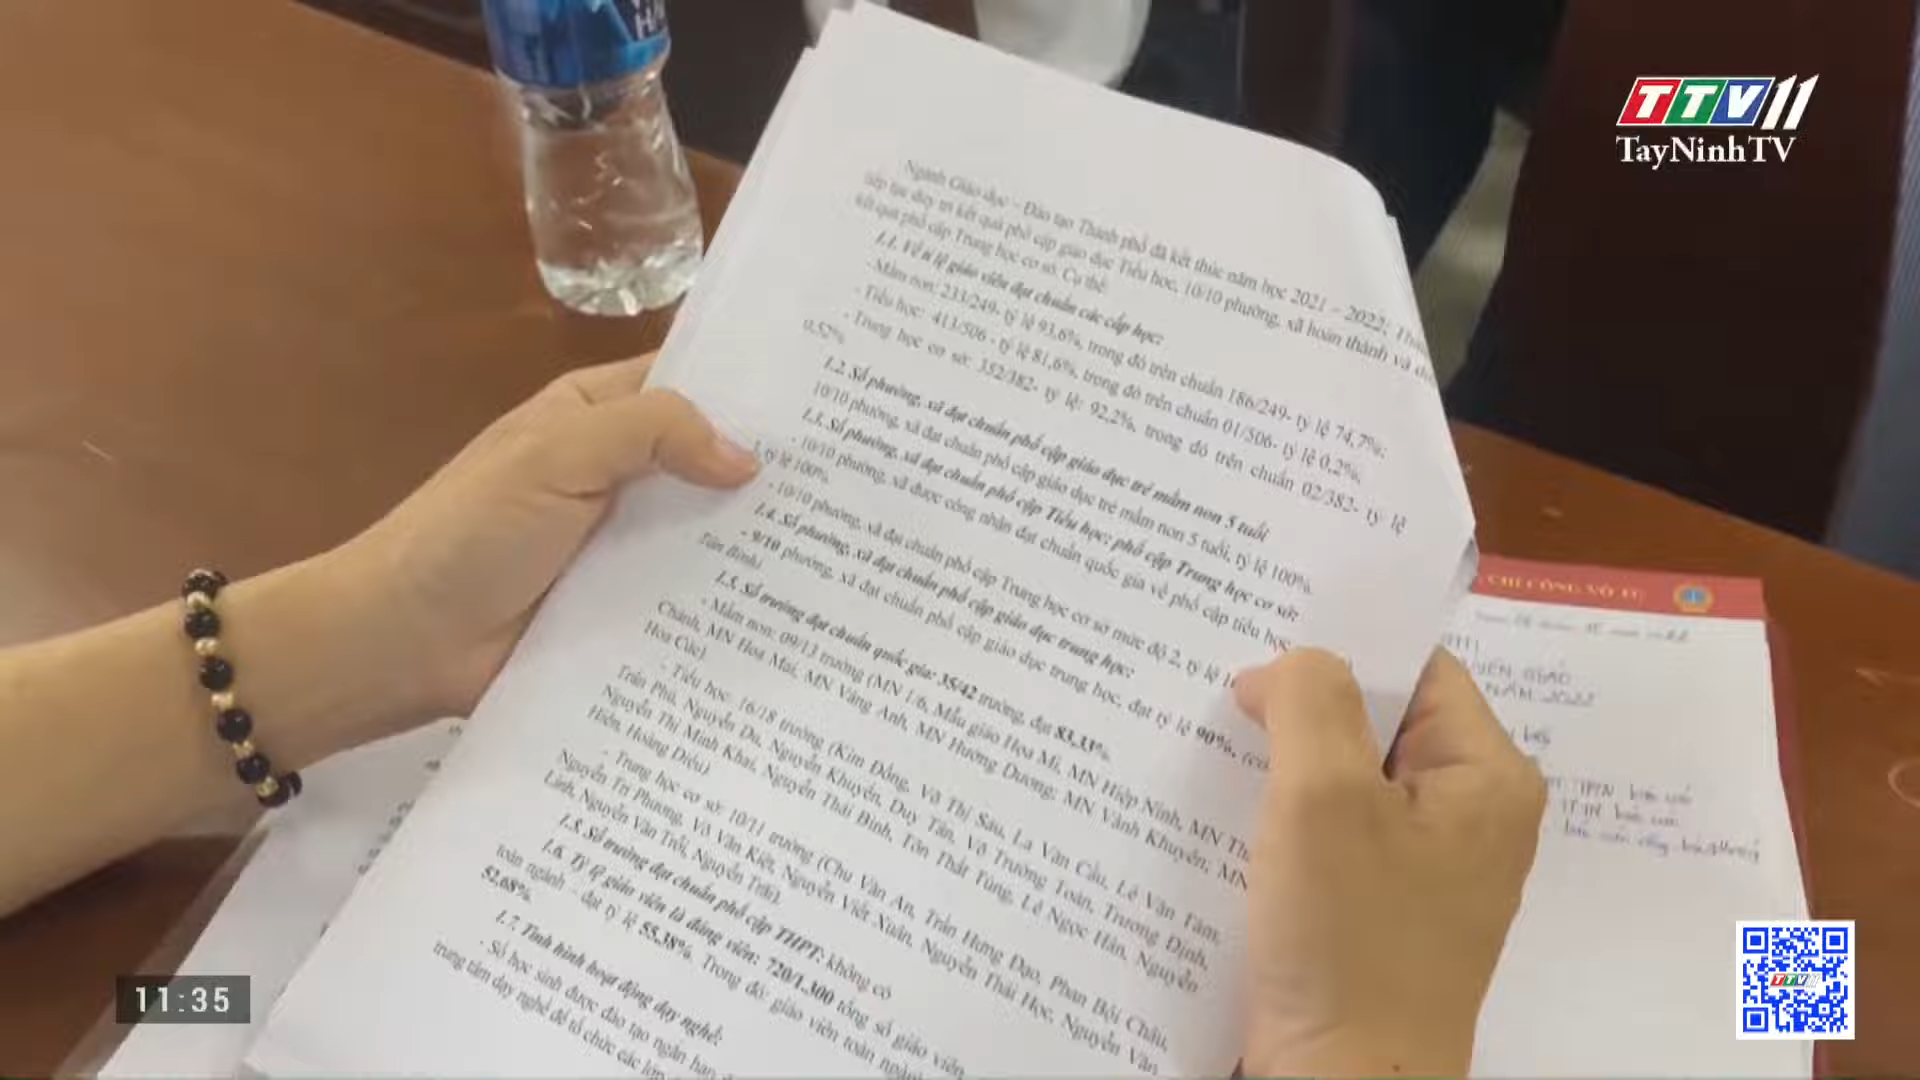 TTV11
TayNinhTV
Ngành Giáo dục - Đào tạo Thành phố đã kết thúc năm học 2021 - 2022;
tiếp tục duy trì kết quả phổ cập giáo dục Tiểu học, 10/10 phường, xã hoàn thành và
kết quả phổ cập Trung học cơ sở. Cụ thể:
1.1. Về tỉ lệ giáo viên đạt chuẩn các cấp học:
- Mầm non: 233/249- tỷ lệ 93,6%, trong đó trên chuẩn 186/249- tỷ lệ 74,7%;
- Tiểu học: 413/506 - tỷ lệ 81,6%, trong đó trên chuẩn 01/506- tỷ lệ 0,2%,
- Trung học cơ sở: 352/382- tỷ lệ: 92,2%, trong đó trên chuẩn 02/382- tỷ lệ
0,52%
1.2. Số phường, xã đạt chuẩn phổ cập giáo dục trẻ mầm non 5 tuổi
10/10 phường, xã đạt chuẩn phổ cập giáo dục trẻ mầm non 5 tuổi, tỷ lệ 100%.
1.3. Số phường, xã đạt chuẩn phổ cập Tiểu học; phổ cập Trung học cơ sở:
- 10/10 phường, xã được công nhận đạt chuẩn quốc gia về phổ cập tiểu học
tỷ lệ 100%.
- 10/10 phường, xã đạt chuẩn phổ cập Trung học cơ sở mức độ 2, tỷ lệ
1.4. Số phường, xã đạt chuẩn phổ cập giáo dục trung học:
- 9/10 phường, xã đạt chuẩn phổ cập giáo dục trung học, đạt tỷ lệ 90%.
Tân Bình)
1.5. Số trường đạt chuẩn quốc gia: 35/42 trường, đạt 83,33%.
- Mầm non: 09/13 trường (MN 1/6, Mẫu giáo Họa Mi, MN Hiệp Ninh, MN
Chánh, MN Hoa Mai, MN Vàng Anh, MN Hướng Dương; MN Vành Khuyên; MN
Hoa Cúc)
- Tiểu học: 16/18 trường (Kim Đồng, Võ Thị Sáu, La Văn Cầu, Lê Văn Tám,
Trần Phú, Nguyễn Du, Nguyễn Khuyến, Duy Tân, Võ Trường Toản, Trương Định,
Nguyễn Thị Minh Khai, Nguyễn Thái Bình, Tôn Thất Tùng, Lê Ngọc Hân, Nguyễn
Hiền, Hoàng Diệu)
- Trung học cơ sở: 10/11 trường (Chu Văn An, Trần Hưng Đạo, Phan Bội Châu,
Nguyễn Tri Phương, Võ Văn Kiệt, Nguyễn Viết Xuân, Nguyễn Thái Học, Nguyễn Văn
Linh, Nguyễn Văn Trỗi, Nguyễn Trãi).
1.5. Số trường đạt chuẩn phổ cập THPT: không có
1.6. Tỷ lệ giáo viên là đảng viên: 720/1.300 tổng số giáo viên
toàn ngành - đạt tỷ lệ 55,38%. Trong đó: giáo viên toàn ngành
52,68%.
1.7. Tình hình hoạt động dạy nghề:
- Số học sinh được đào tạo ngắn hạn
trung tâm dạy nghề để tổ chức các lớp
CHÍ CÔNG VÔ TƯ
NĂM 2022
11:35
TTV11